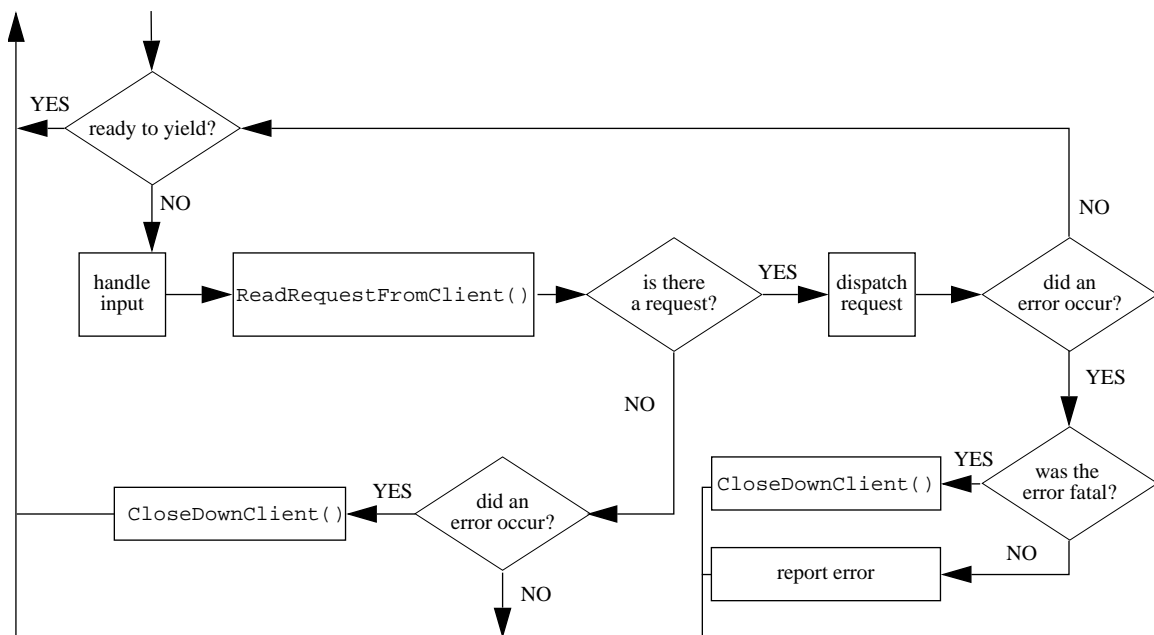 YES
ready to yield?
NO
NO
handle
input
ReadRequestFromClient()
is there
a request?
YES
dispatch
request
did an
error occur?
NO
YES
CloseDownClient()
YES
did an
error occur?
NO
CloseDownClient()
YES
was the
error fatal?
NO
report error